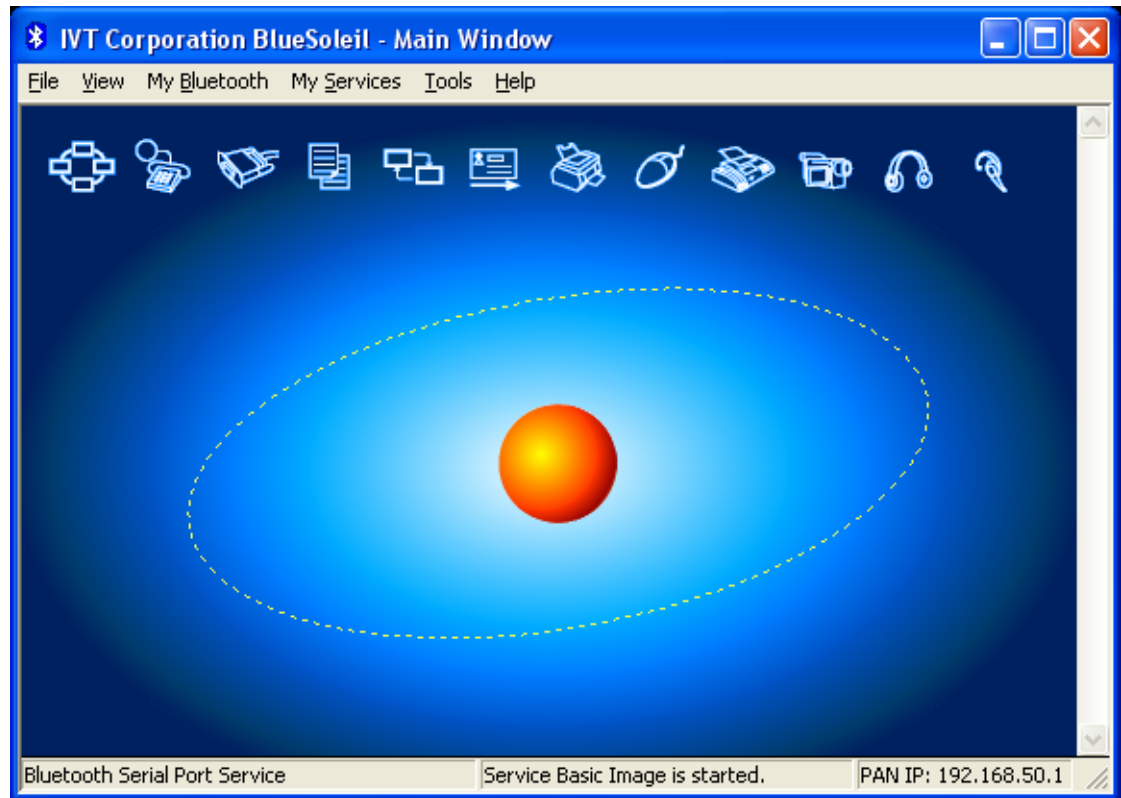 IVT Corporation BlueSoleil - Main Window
File View My Bluetooth My Services Tools Help
Bluetooth Serial Port Service Service Basic Image is started. PAN IP: 192.168.50.1